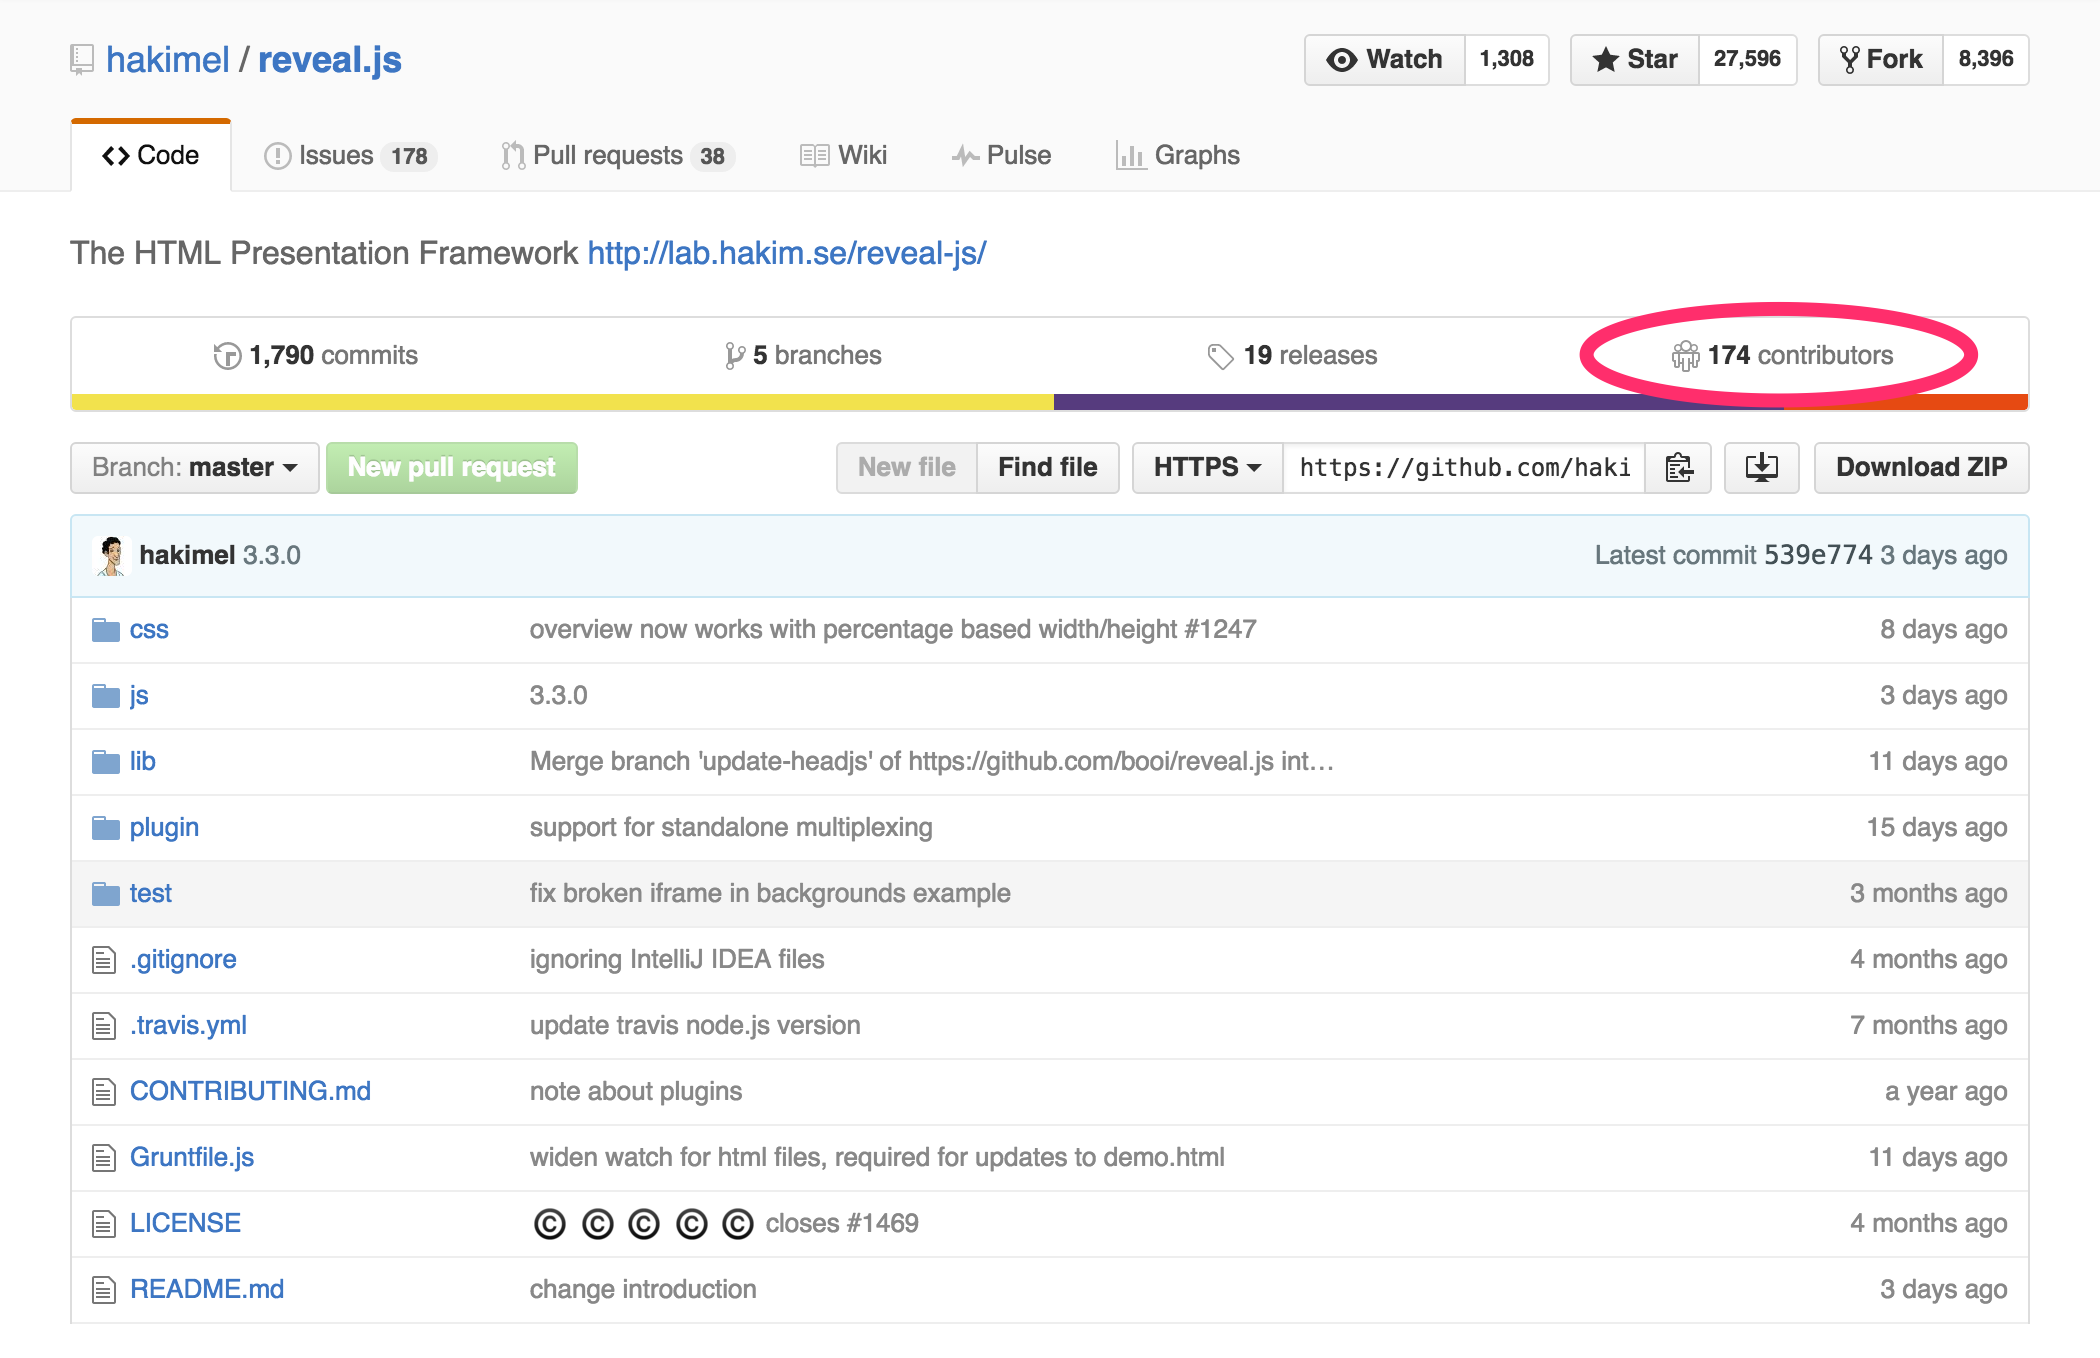 hakimel / reveal.js
Watch 1,308 Star 27,596 Fork 8,396
Code Issues 178 Pull requests 38 Wiki Pulse Graphs
The HTML Presentation Framework http://lab.hakim.se/reveal-js/
1,790 commits 5 branches 19 releases 174 contributors
Branch: master New pull request New file Find file HTTPS https://github.com/haki Download ZIP
hakimel 3.3.0 Latest commit 539e774 3 days ago
css overview now works with percentage based width/height #1247 8 days ago
js 3.3.0 3 days ago
lib Merge branch 'update-headjs' of https://github.com/booi/reveal.js int… 11 days ago
plugin support for standalone multiplexing 15 days ago
test fix broken iframe in backgrounds example 3 months ago
.gitignore ignoring IntelliJ IDEA files 4 months ago
.travis.yml update travis node.js version 7 months ago
CONTRIBUTING.md note about plugins a year ago
Gruntfile.js widen watch for html files, required for updates to demo.html 11 days ago
LICENSE © © © © © closes #1469 4 months ago
README.md change introduction 3 days ago